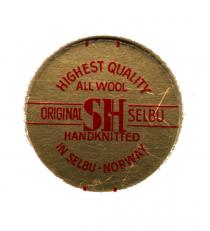 HIGHEST QUALITY
ALL WOOL
ORIGINAL SH SELBU
HANDKNITTED
IN SELBU - NORWAY